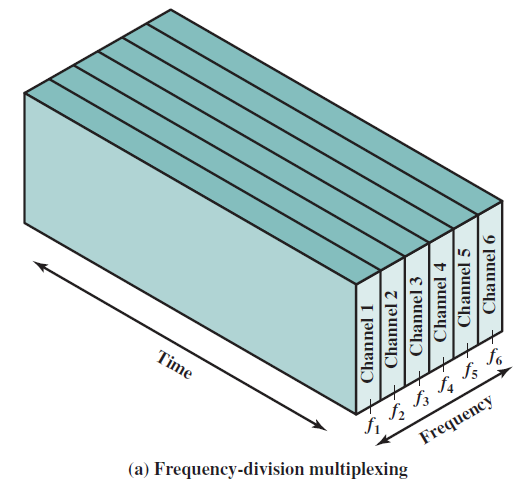 Channel 1
Channel 2
Channel 3
Channel 4
Channel 5
Channel 6
Time
f1
f2
f3
f4
f5
f6
Frequency
(a) Frequency-division multiplexing